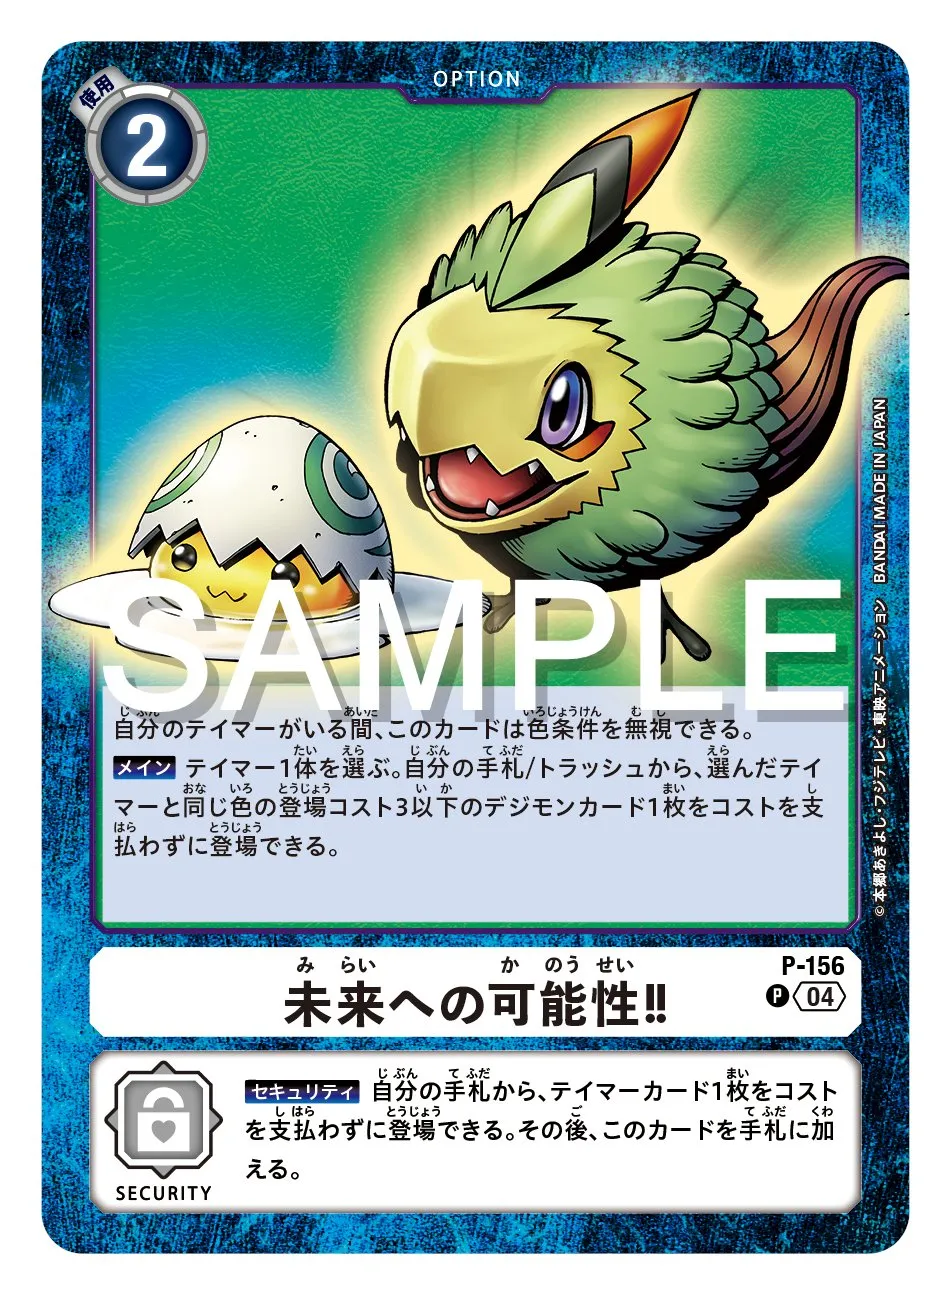 OPTION
使用
2
SAMPLE
自分のテイマーがいる間、このカードは色条件を無視できる。
メイン テイマー1体を選ぶ。自分の手札/トラッシュから、選んだテイ
マーと同じ色の登場コスト3以下のデジモンカード1枚をコストを支
払わずに登場できる。
©本郷あきよし・フジテレビ・東映アニメーション BANDAI MADE IN JAPAN
P-156
未来への可能性!!
P 04
セキュリティ 自分の手札から、テイマーカード1枚をコスト
を支払わずに登場できる。その後、このカードを手札に加
える。
SECURITY